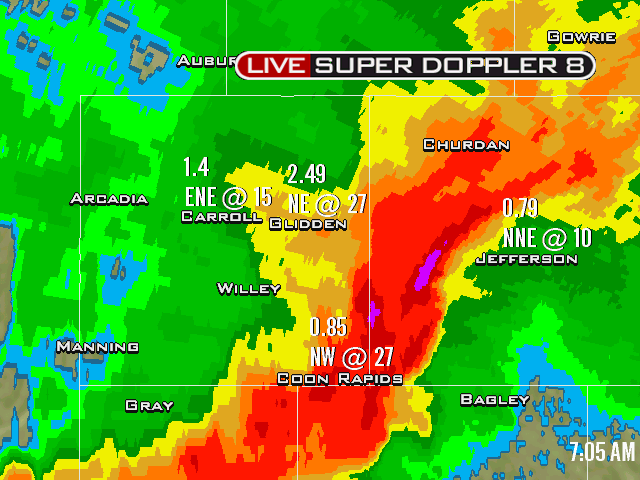 GOWRIE
AUBUR
LIVE SUPER DOPPLER 8
CHURDAN
1.4
ENE @ 15
CARROLL
2.49
NE @ 27
GLIDDEN
ARCADIA
0.79
NNE @ 10
JEFFERSON
WILLEY
0.85
NW @ 27
COON RAPIDS
MANNING
GRAY
BAGLEY
7:05 AM